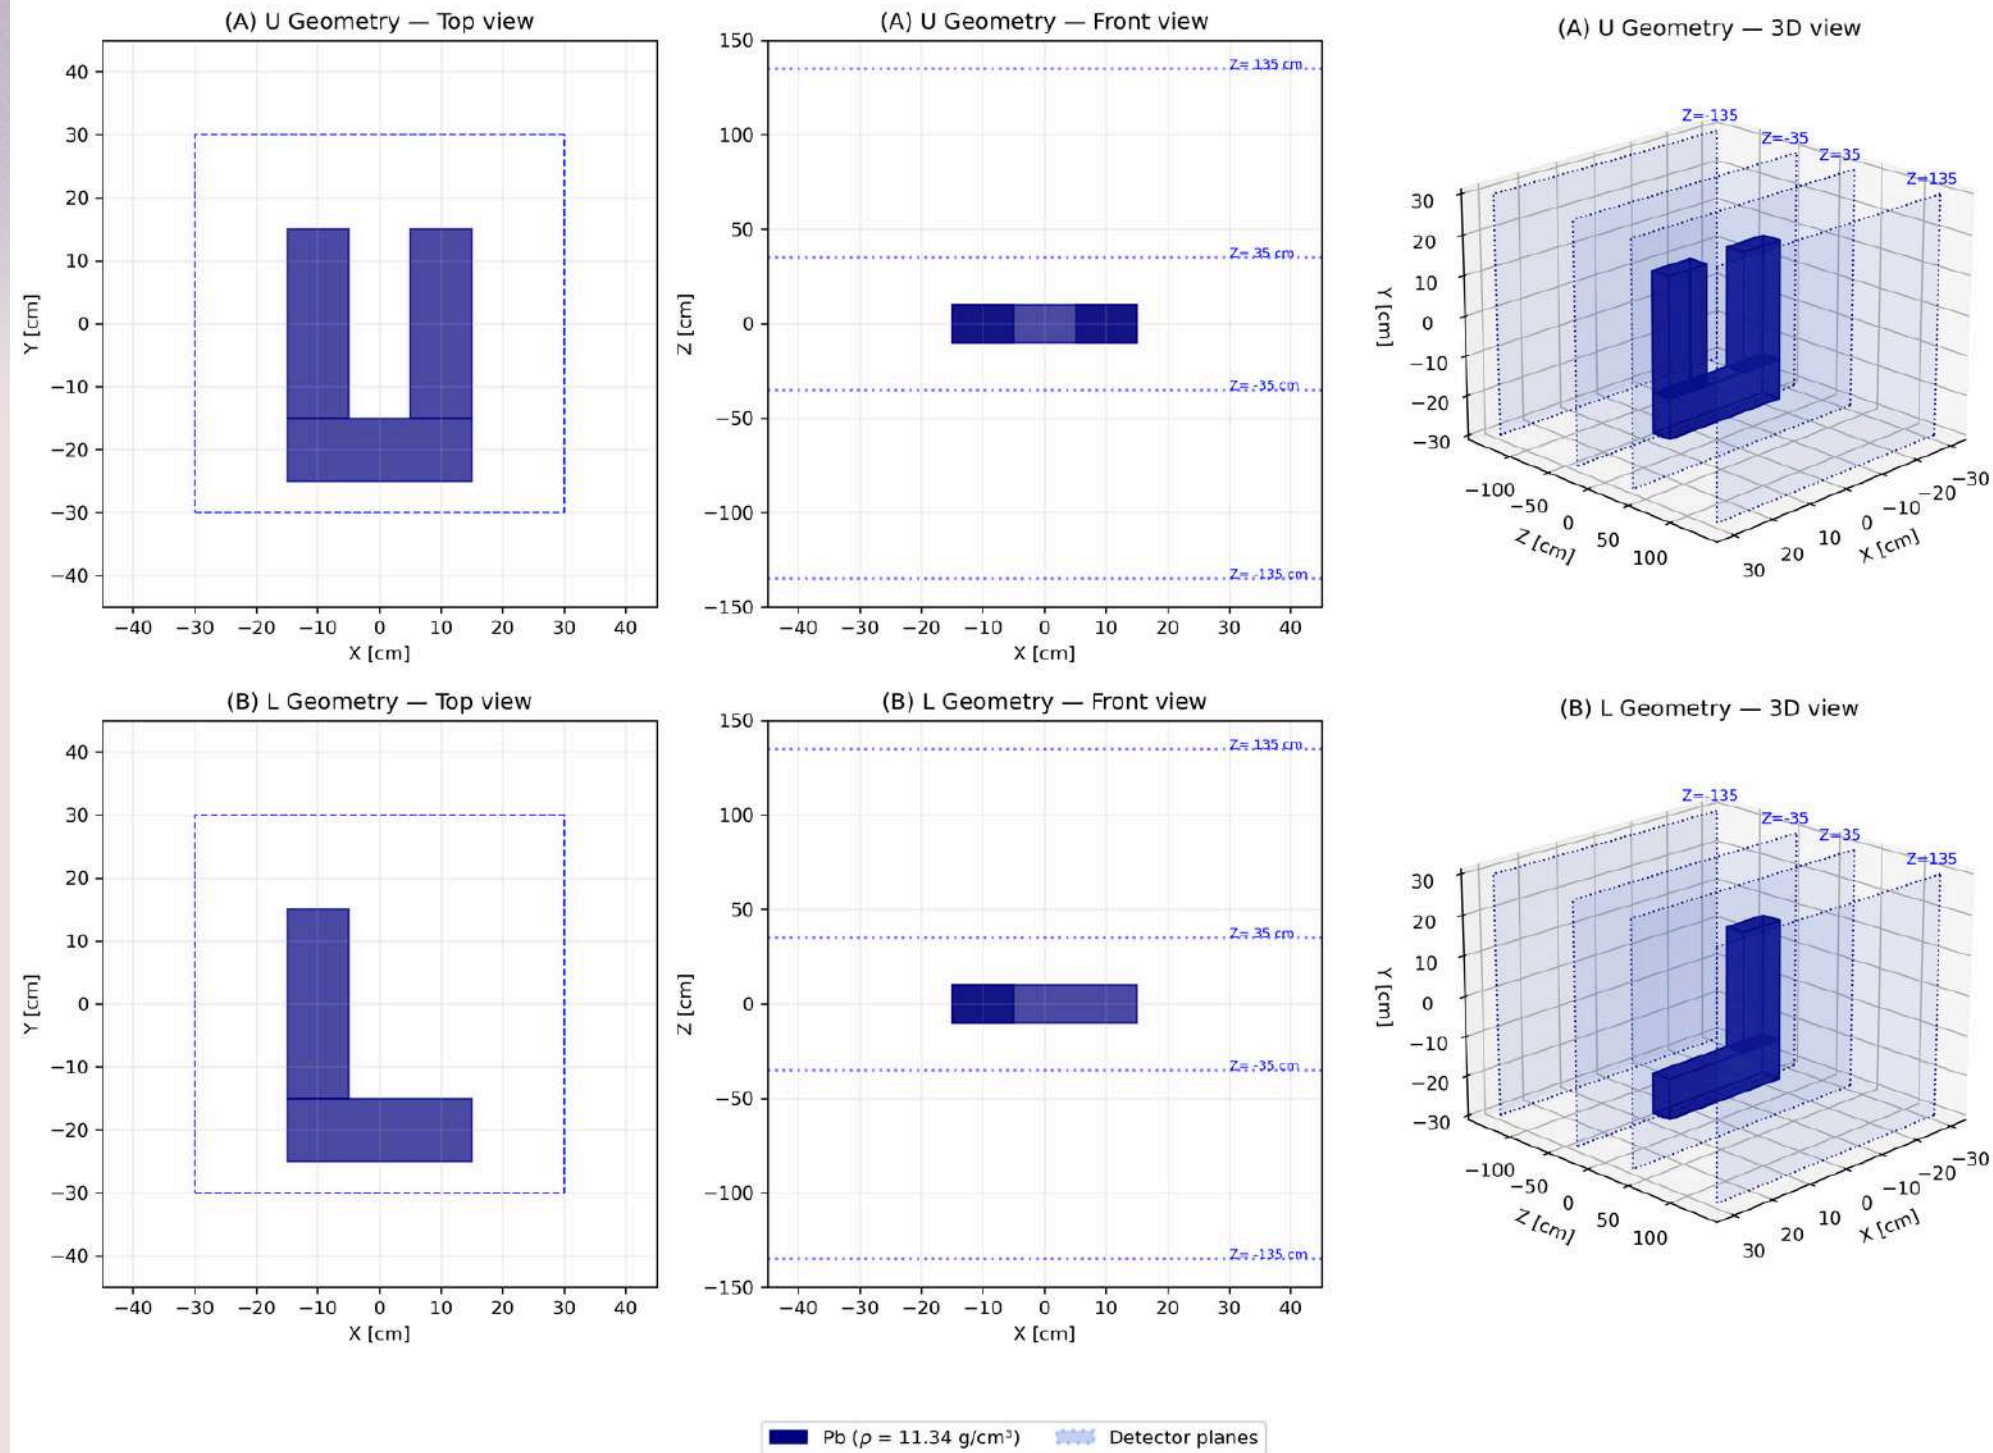 (A) U Geometry — Top view
40
30
20
10
0
−10
−20
−30
−40
Y [cm]
−40 −30 −20 −10 0 10 20 30 40
X [cm]
(A) U Geometry — Front view
150
100
50
0
−50
−100
−150
Z [cm]
Z= 135 cm
Z= 35 cm
Z= -35 cm
Z= -135 cm
−40 −30 −20 −10 0 10 20 30 40
X [cm]
(A) U Geometry — 3D view
Z=-135
Z=-35
Z=35
Z=135
30
20
10
0
−10
−20
−30
Y [cm]
−100
−50
0
50
100
Z [cm]
30
20
10
0
−10
−20
−30
X [cm]
(B) L Geometry — Top view
40
30
20
10
0
−10
−20
−30
−40
Y [cm]
−40 −30 −20 −10 0 10 20 30 40
X [cm]
(B) L Geometry — Front view
150
100
50
0
−50
−100
−150
Z [cm]
Z= 135 cm
Z= 35 cm
Z= -35 cm
Z= -135 cm
−40 −30 −20 −10 0 10 20 30 40
X [cm]
(B) L Geometry — 3D view
Z=-135
Z=-35
Z=35
Z=135
30
20
10
0
−10
−20
−30
Y [cm]
−100
−50
0
50
100
Z [cm]
30
20
10
0
−10
−20
−30
X [cm]
Pb (ρ = 11.34 g/cm³)
Detector planes